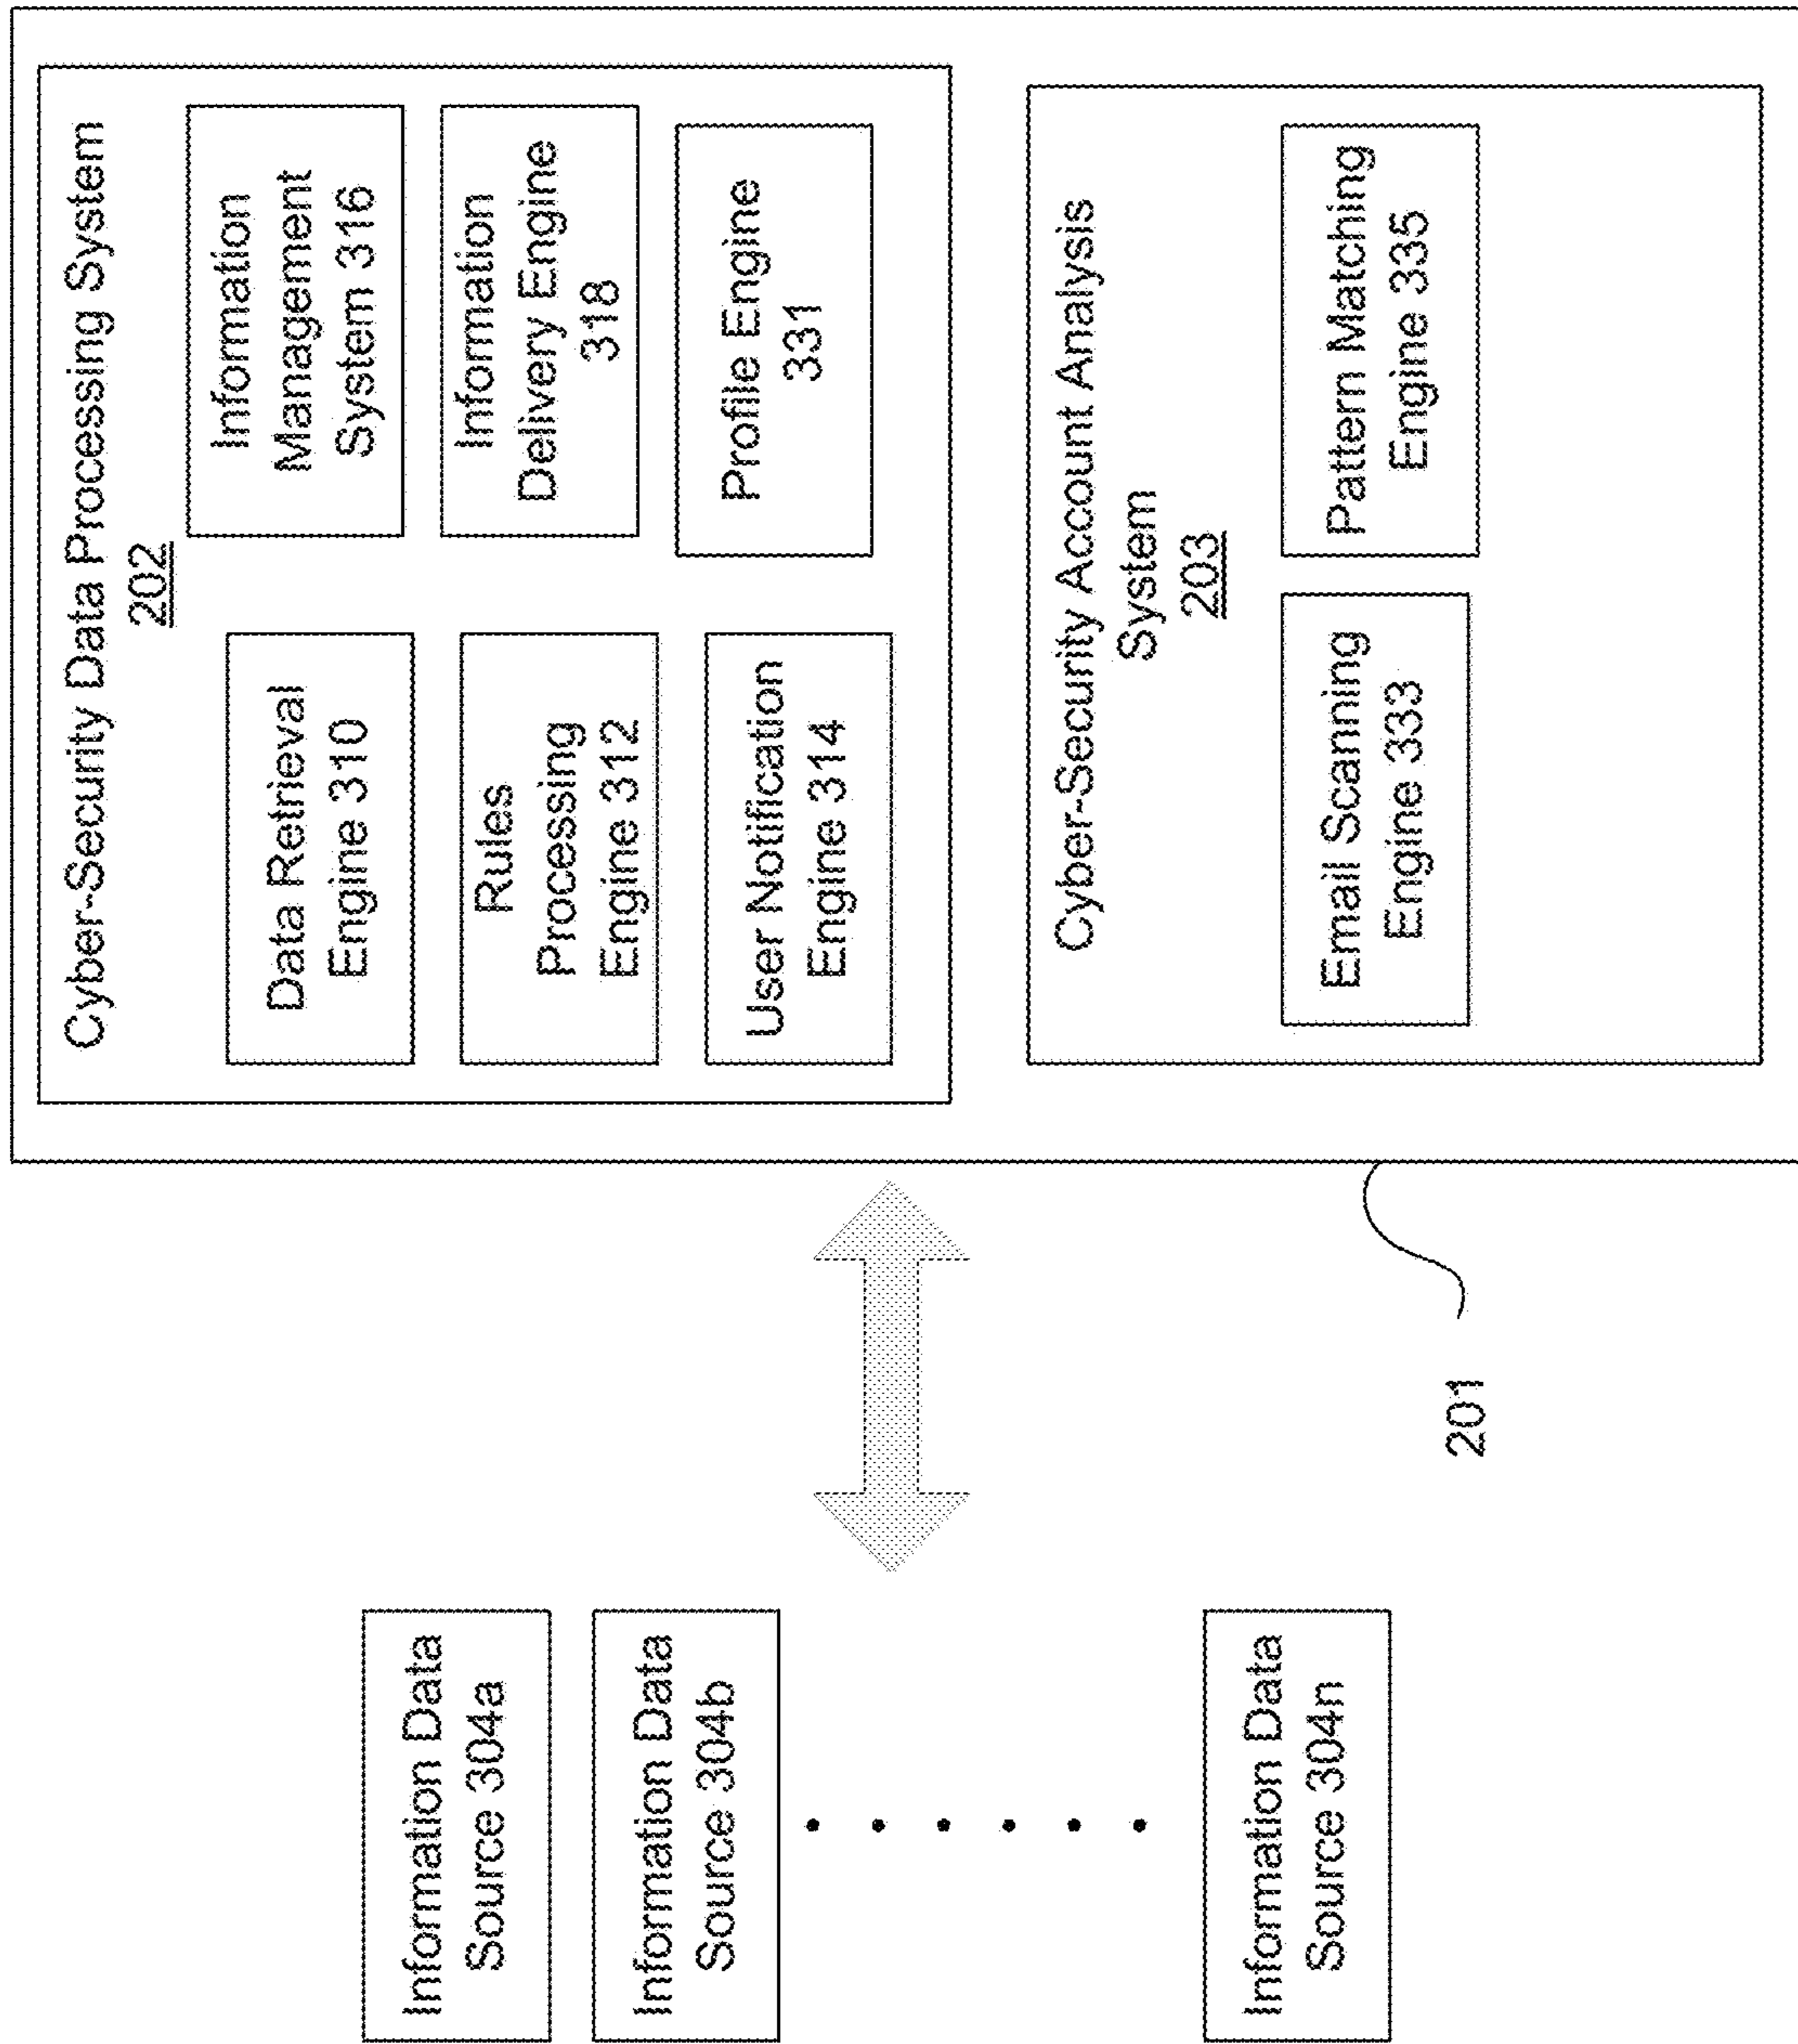 Information Data
Source 304a
Information Data
Source 304b
Information Data
Source 304n
201
Cyber-Security Data Processing System
202
Data Retrieval
Engine 310
Rules
Processing
Engine 312
User Notification
Engine 314
Information
Management
System 316
Information
Delivery Engine
318
Profile Engine
331
Cyber-Security Account Analysis
System
203
Email Scanning
Engine 333
Pattern Matching
Engine 335